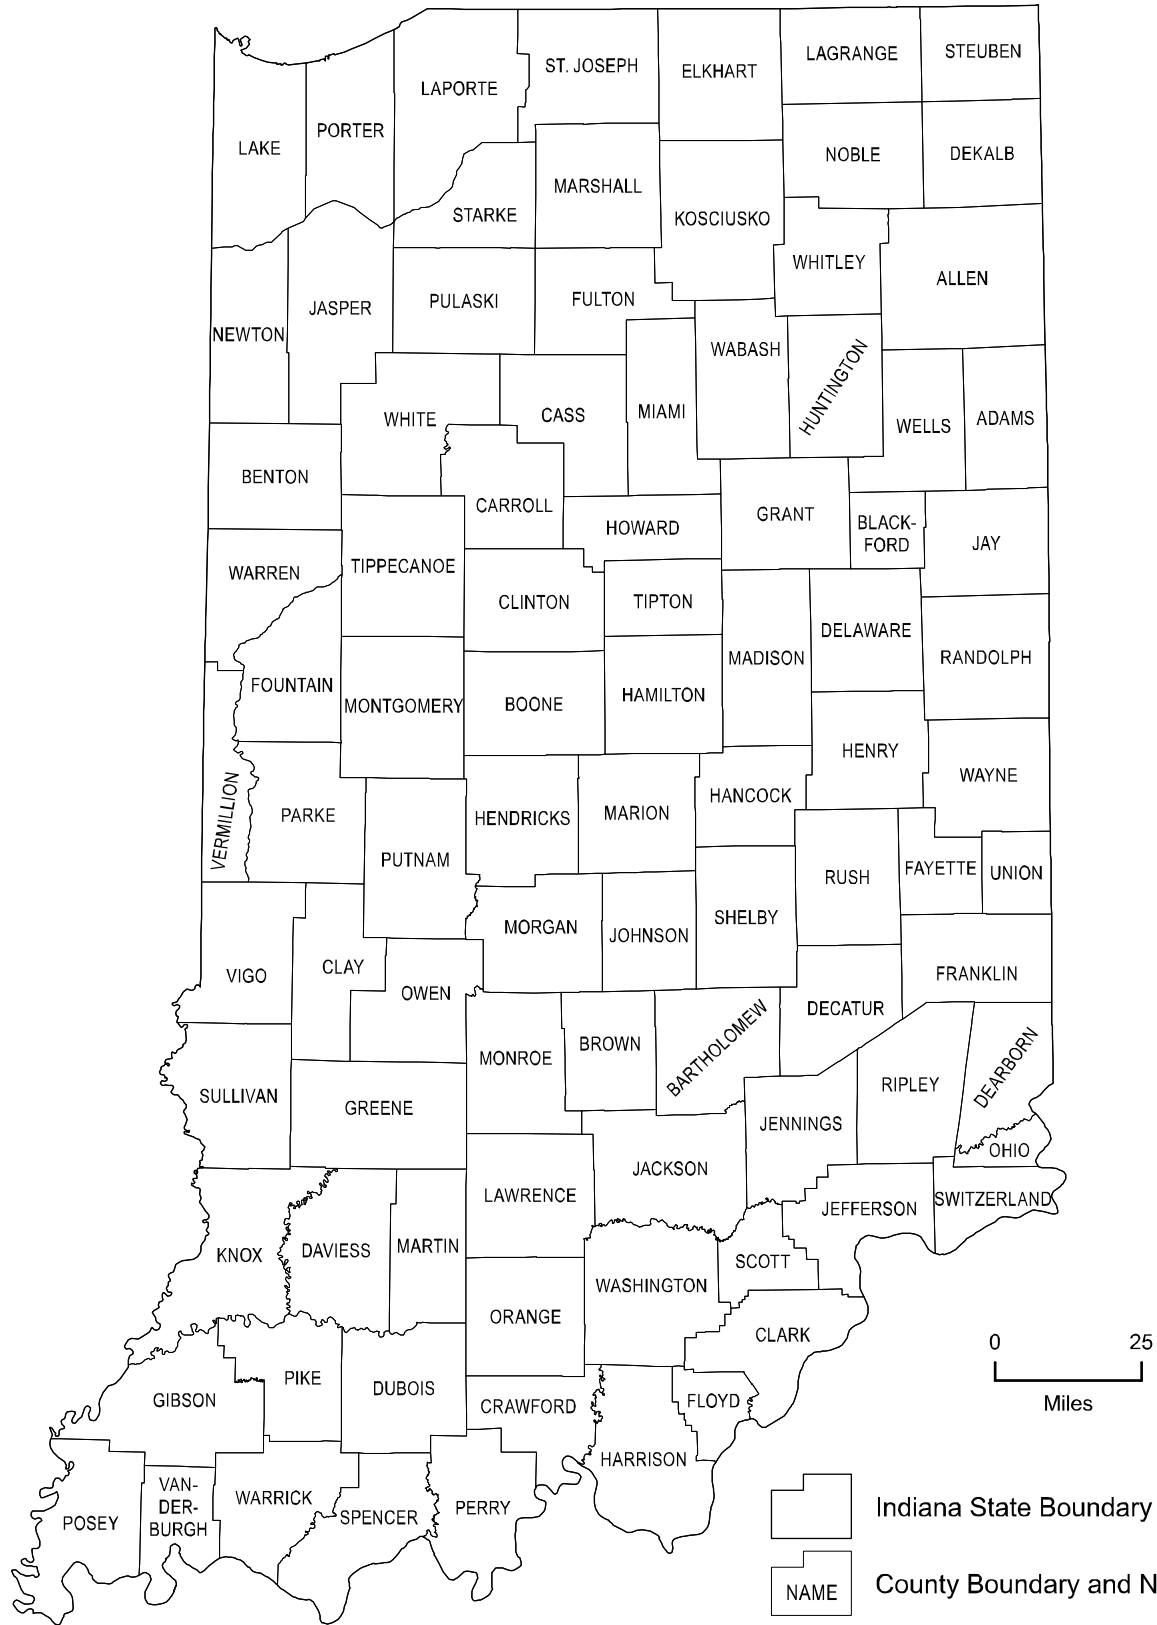 ST. JOSEPH
LAGRANGE
STEUBEN
ELKHART
LAPORTE
PORTER
LAKE
NOBLE
DEKALB
MARSHALL
STARKE
KOSCIUSKO
WHITLEY
ALLEN
PULASKI
FULTON
JASPER
NEWTON
WABASH
HUNTINGTON
WHITE
CASS
MIAMI
WELLS
ADAMS
BENTON
CARROLL
HOWARD
GRANT
BLACK-
FORD
JAY
WARREN
TIPPECANOE
CLINTON
TIPTON
DELAWARE
MADISON
RANDOLPH
FOUNTAIN
MONTGOMERY
BOONE
HAMILTON
HENRY
WAYNE
VERMILLION
PARKE
HENDRICKS
MARION
HANCOCK
PUTNAM
RUSH
FAYETTE
UNION
SHELBY
MORGAN
JOHNSON
VIGO
CLAY
OWEN
FRANKLIN
DECATUR
MONROE
BROWN
BARTHOLOMEW
DEARBORN
RIPLEY
SULLIVAN
GREENE
JENNINGS
OHIO
JACKSON
LAWRENCE
JEFFERSON
SWITZERLAND
KNOX
DAVIESS
MARTIN
SCOTT
WASHINGTON
ORANGE
CLARK
0 25
Miles
GIBSON
PIKE
DUBOIS
CRAWFORD
FLOYD
HARRISON
POSEY
VAN-
DER-
BURGH
WARRICK
SPENCER
PERRY
Indiana State Boundary
NAME
County Boundary and N